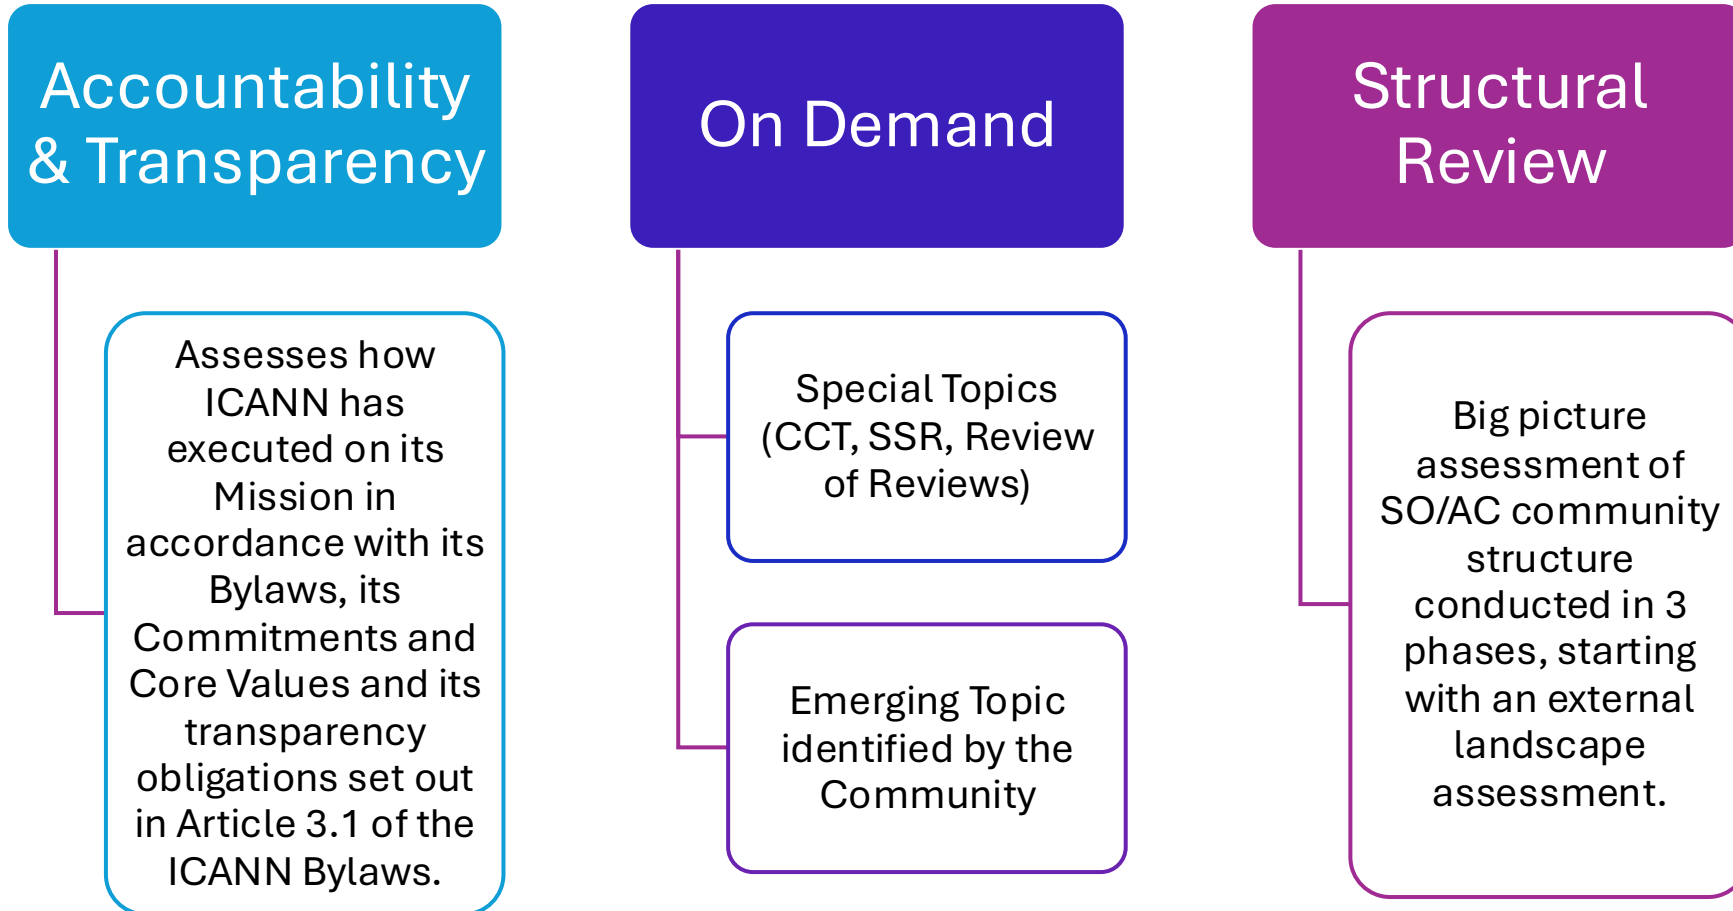 Accountability
& Transparency
Assesses how
ICANN has
executed on its
Mission in
accordance with its
Bylaws, its
Commitments and
Core Values and its
transparency
obligations set out
in Article 3.1 of the
ICANN Bylaws.
On Demand
Special Topics
(CCT, SSR, Review
of Reviews)
Emerging Topic
identified by the
Community
Structural
Review
Big picture
assessment of
SO/AC community
structure
conducted in 3
phases, starting
with an external
landscape
assessment.